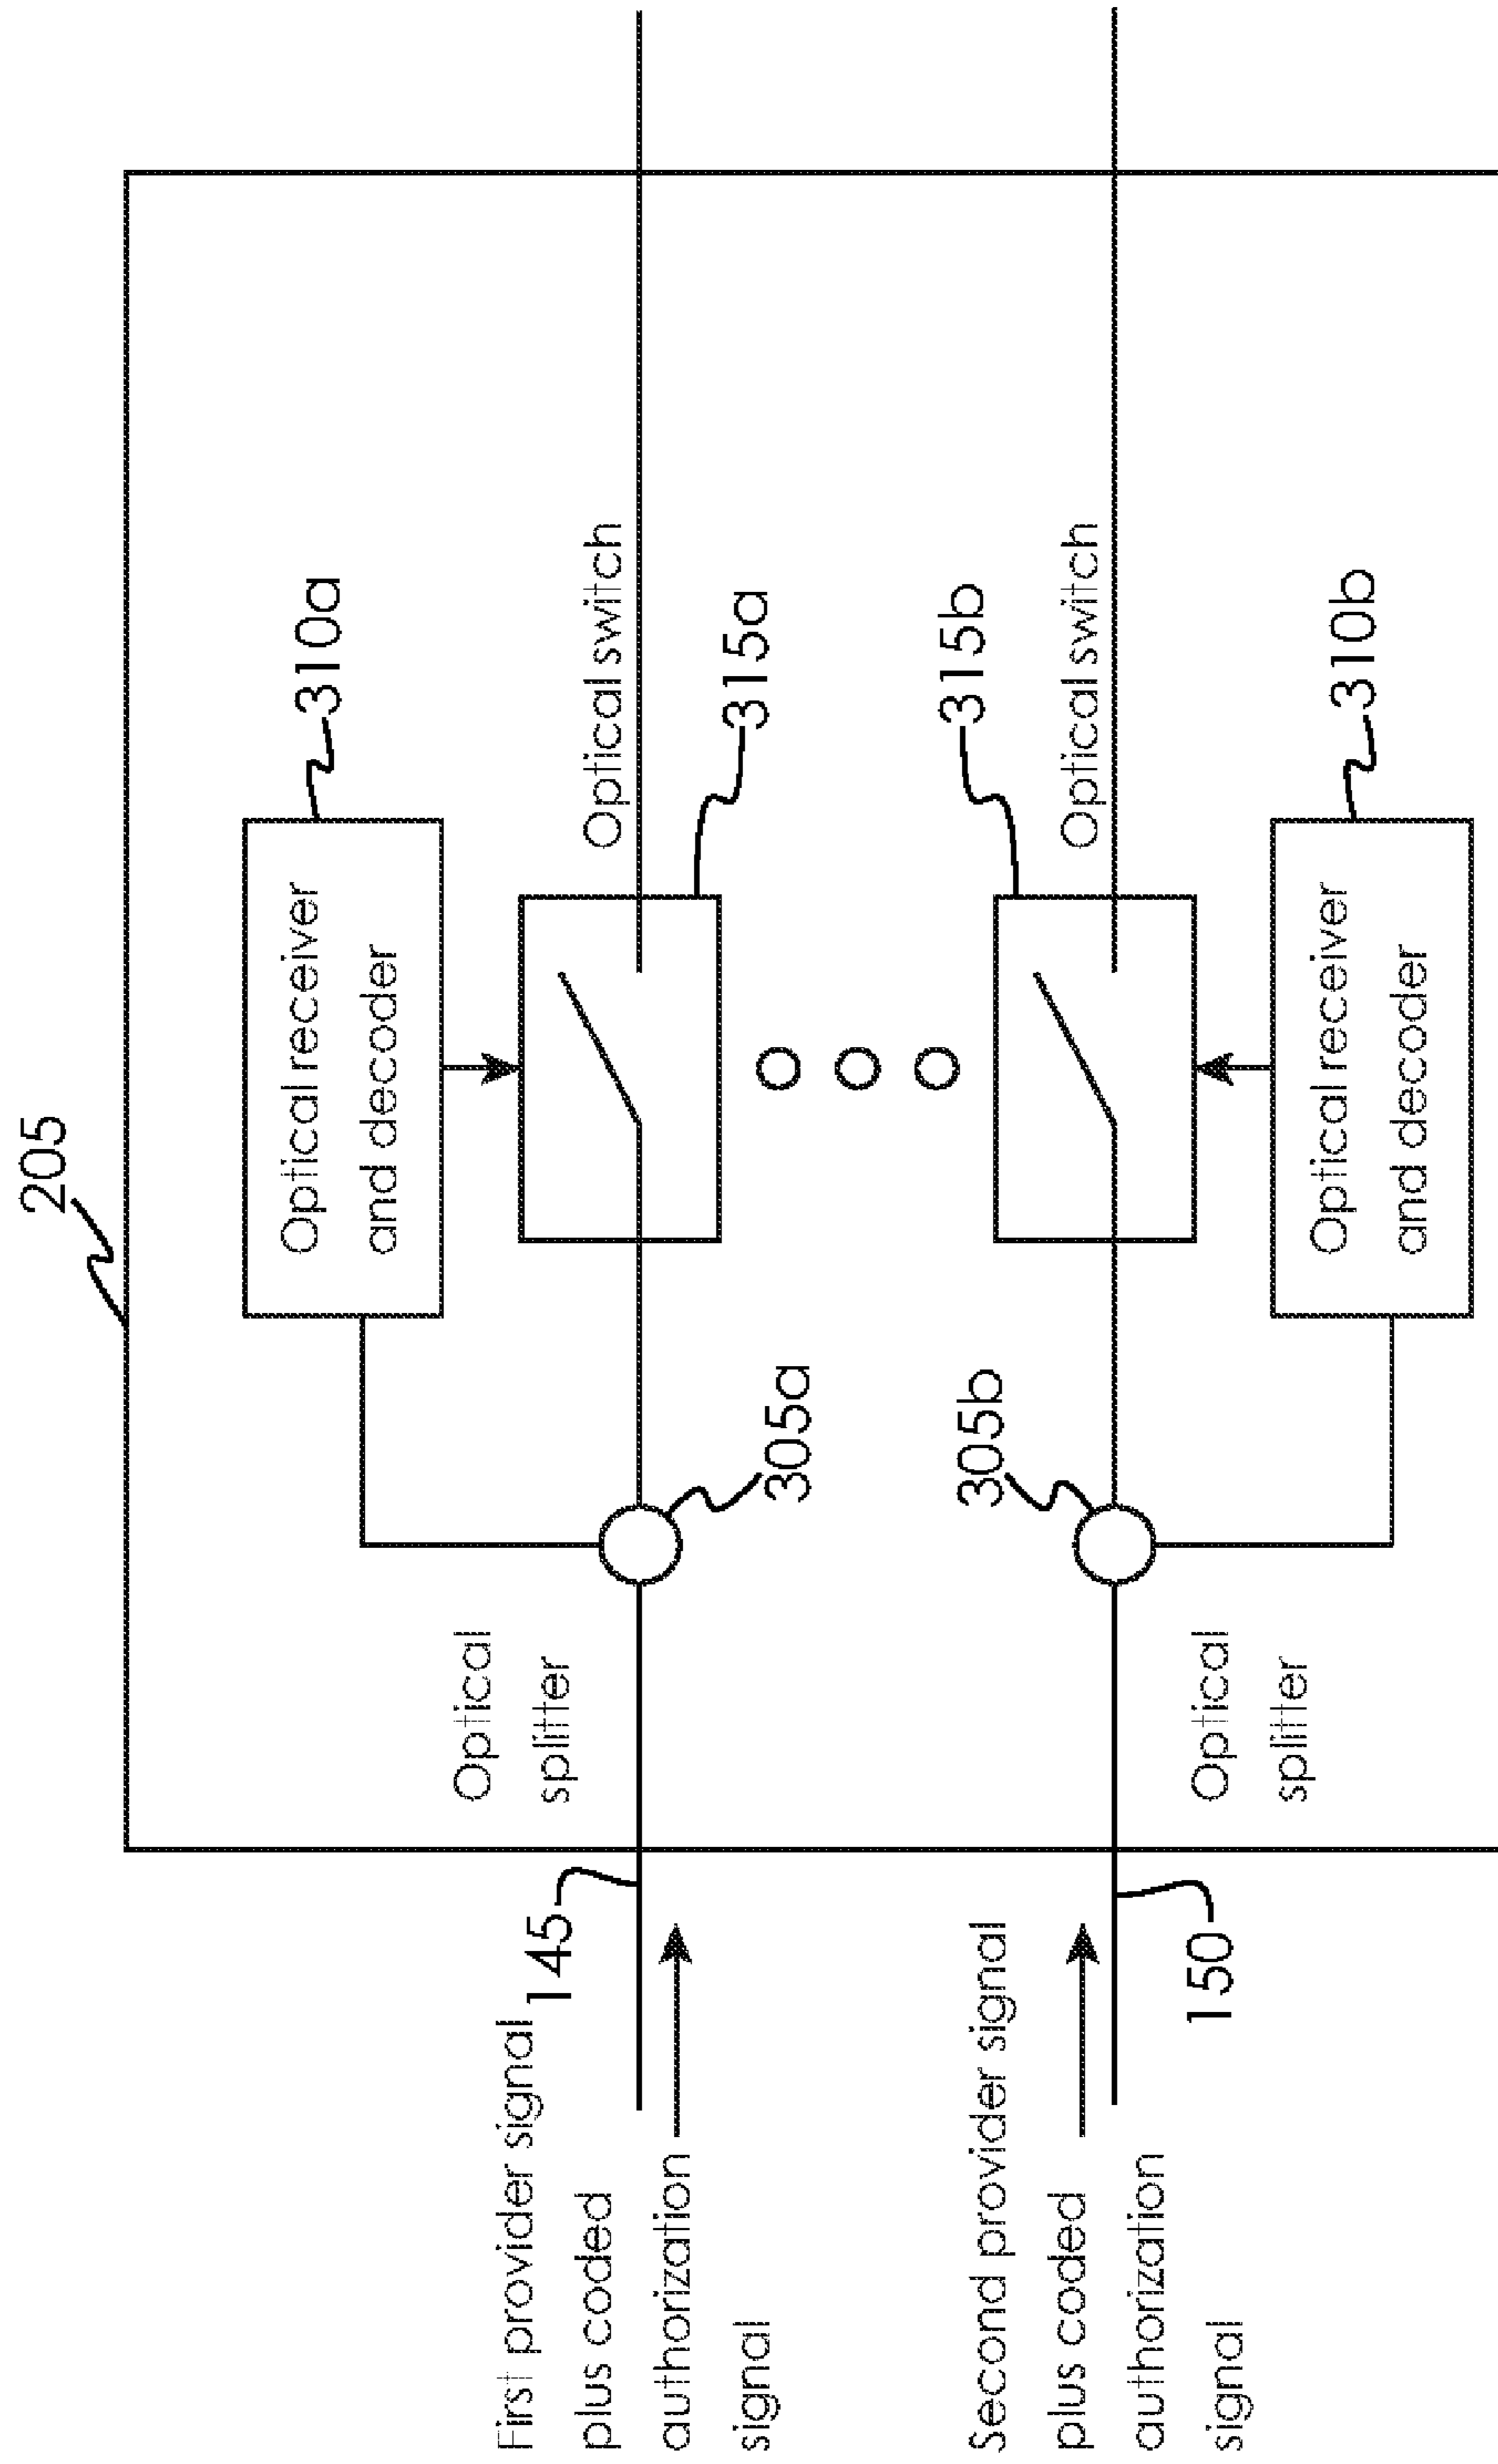 205
310a
Optical receiver
and decoder
Optical switch
315a
Optical
splitter
305a
First provider signal
plus coded
authorization
signal
145
315b
Optical switch
305b
Second provider signal
plus coded
authorization
signal
150
Optical
splitter
Optical receiver
and decoder
310b